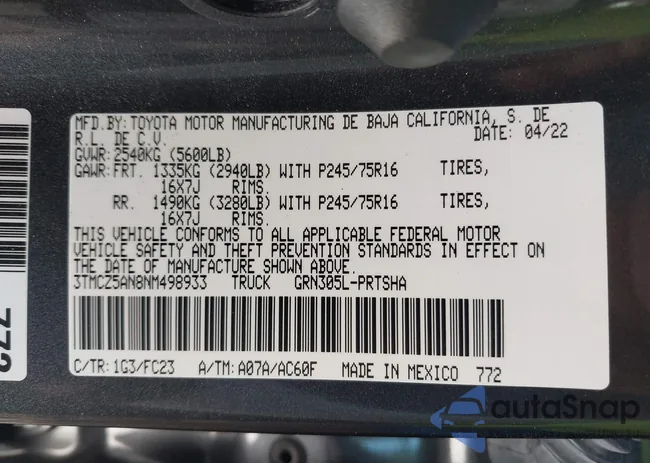 MFD.BY: TOYOTA MOTOR MANUFACTURING DE BAJA CALIFORNIA, S. DE
R.L. DE C.V. DATE: 04/22
GVWR: 2540KG (5600LB)
GAWR: FRT. 1335KG (2940LB) WITH P245/75R16 TIRES,
16X7J RIMS.
RR. 1490KG (3280LB) WITH P245/75R16 TIRES,
16X7J RIMS.
THIS VEHICLE CONFORMS TO ALL APPLICABLE FEDERAL MOTOR
VEHICLE SAFETY AND THEFT PREVENTION STANDARDS IN EFFECT ON
THE DATE OF MANUFACTURE SHOWN ABOVE.
3TMCZ5AN8NM498933 TRUCK GRN305L-PRTSHA
C/TR: 1G3/FC23 A/TM: A07A/AC60F MADE IN MEXICO 772
autoSnap